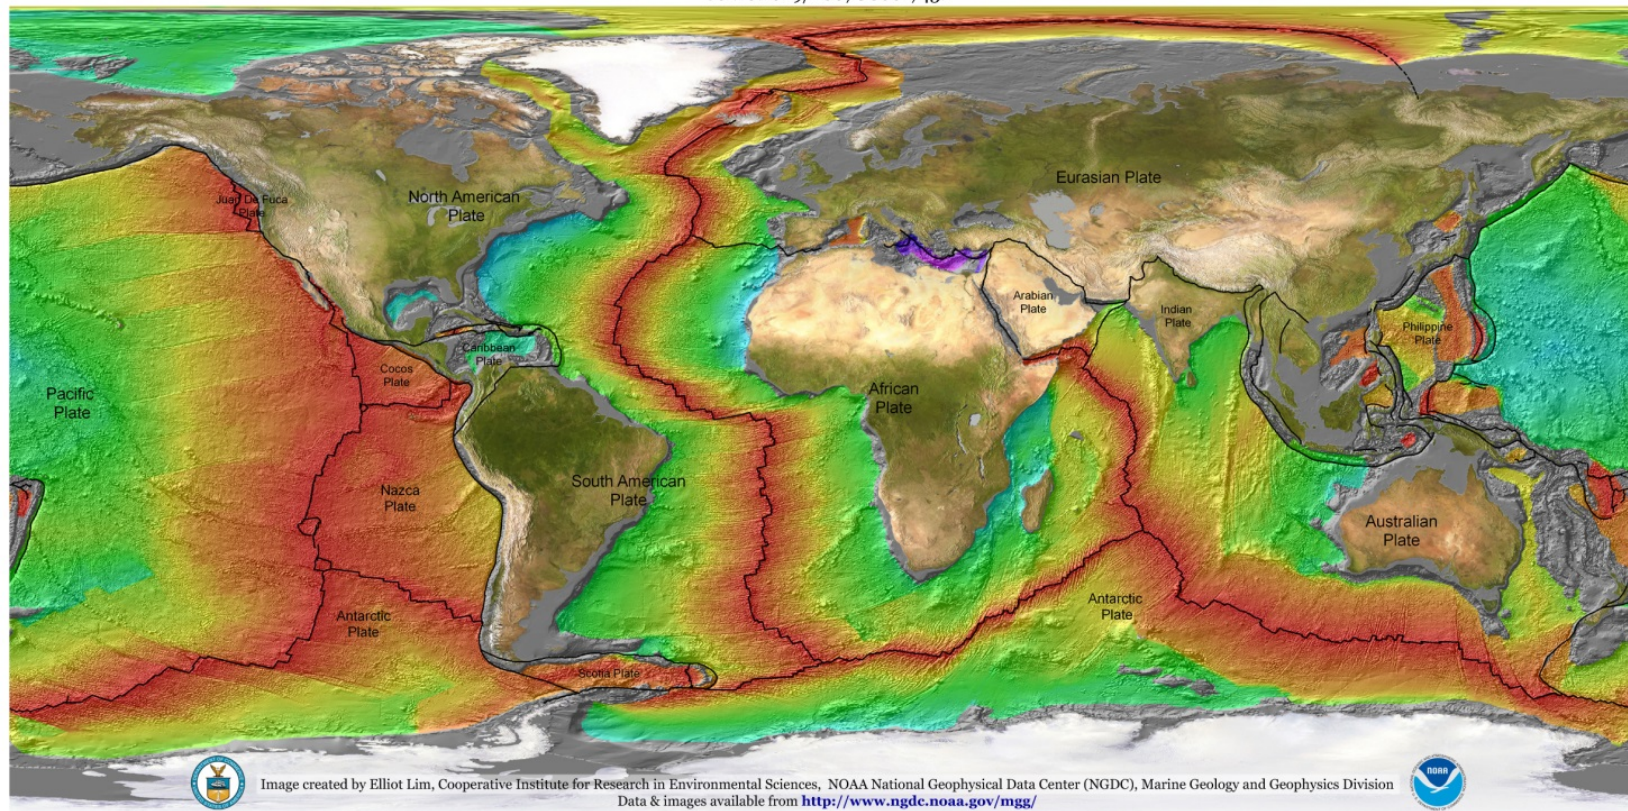 North American
Plate
Eurasian Plate
Juan De Fuca
Plate
Arabian
Plate
Indian
Plate
Philippine
Plate
Caribbean
Plate
Cocos
Plate
Pacific
Plate
African
Plate
Nazca
Plate
South American
Plate
Australian
Plate
Antarctic
Plate
Antarctic
Plate
Scotia Plate
Image created by Elliot Lim, Cooperative Institute for Research in Environmental Sciences, NOAA National Geophysical Data Center (NGDC), Marine Geology and Geophysics Division
Data & images available from http://www.ngdc.noaa.gov/mgg/
NOAA